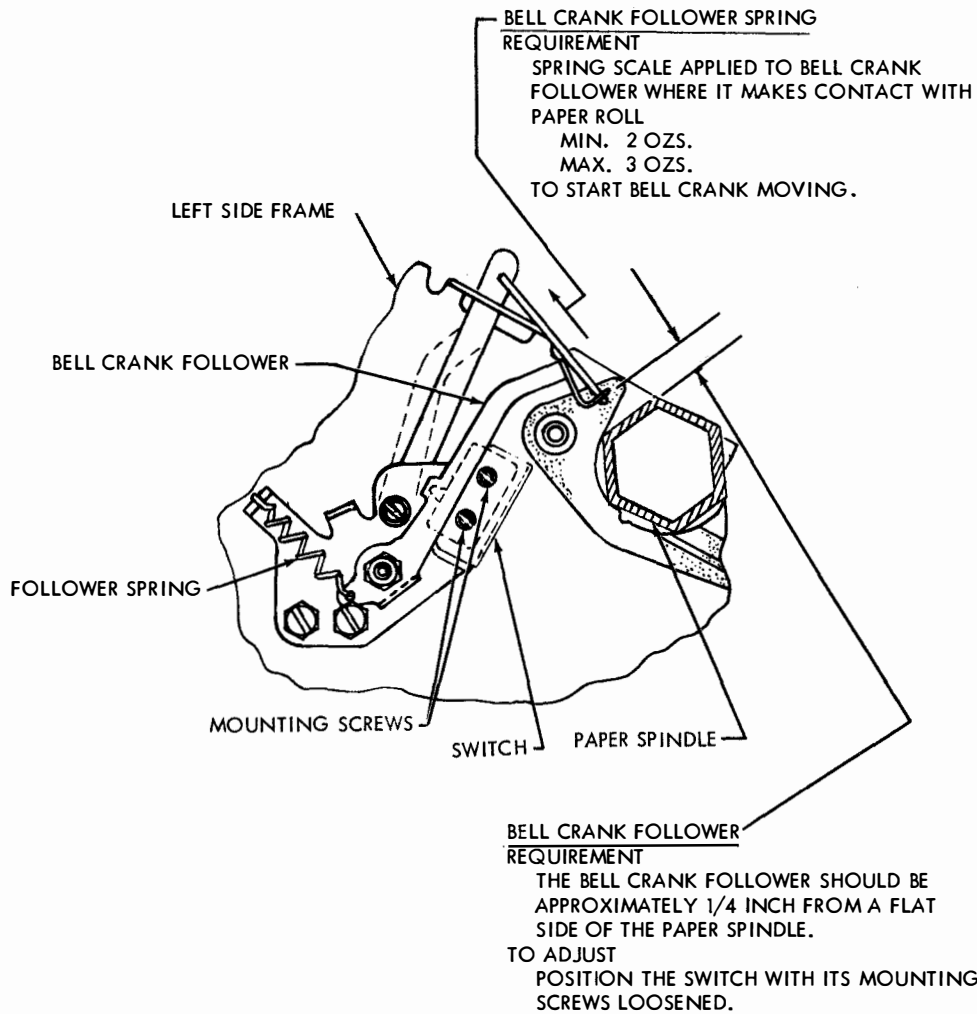 BELL CRANK FOLLOWER SPRING
REQUIREMENT
SPRING SCALE APPLIED TO BELL CRANK
FOLLOWER WHERE IT MAKES CONTACT WITH
PAPER ROLL
MIN. 2 OZS.
MAX. 3 OZS.
TO START BELL CRANK MOVING.
LEFT SIDE FRAME
BELL CRANK FOLLOWER
FOLLOWER SPRING
MOUNTING SCREWS
SWITCH
PAPER SPINDLE
BELL CRANK FOLLOWER
REQUIREMENT
THE BELL CRANK FOLLOWER SHOULD BE
APPROXIMATELY 1/4 INCH FROM A FLAT
SIDE OF THE PAPER SPINDLE.
TO ADJUST
POSITION THE SWITCH WITH ITS MOUNTING
SCREWS LOOSENED.